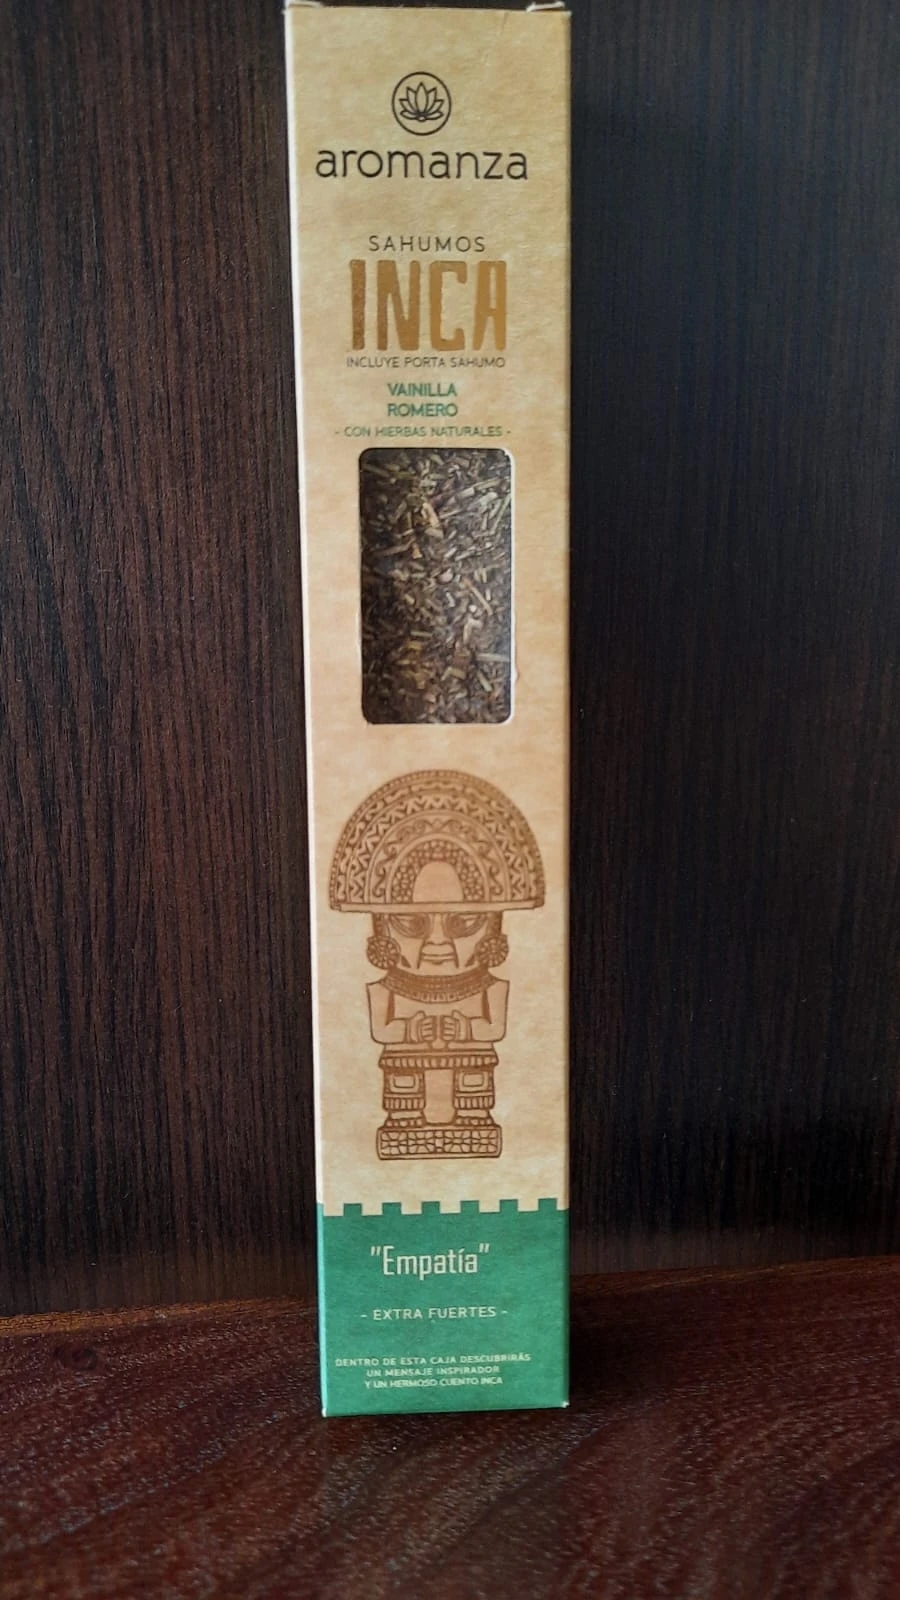 aromanza
SAHUMOS
INCA
INCLUYE PORTA SAHUMO
VAINILLA
ROMERO
- CON HIERBAS NATURALES -
"Empatía"
- EXTRA FUERTES -
DENTRO DE ESTA CAJA DESCUBRIRÁS
UN MENSAJE INSPIRADOR
Y UN HERMOSO CUENTO INCA